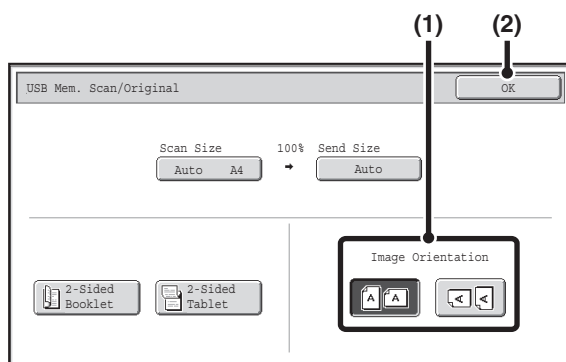 (1) (2)
USB Mem. Scan/Original OK
Scan Size 100% Send Size
Auto A4 Auto
Image Orientation
2-Sided Booklet
2-Sided Tablet
A A A A